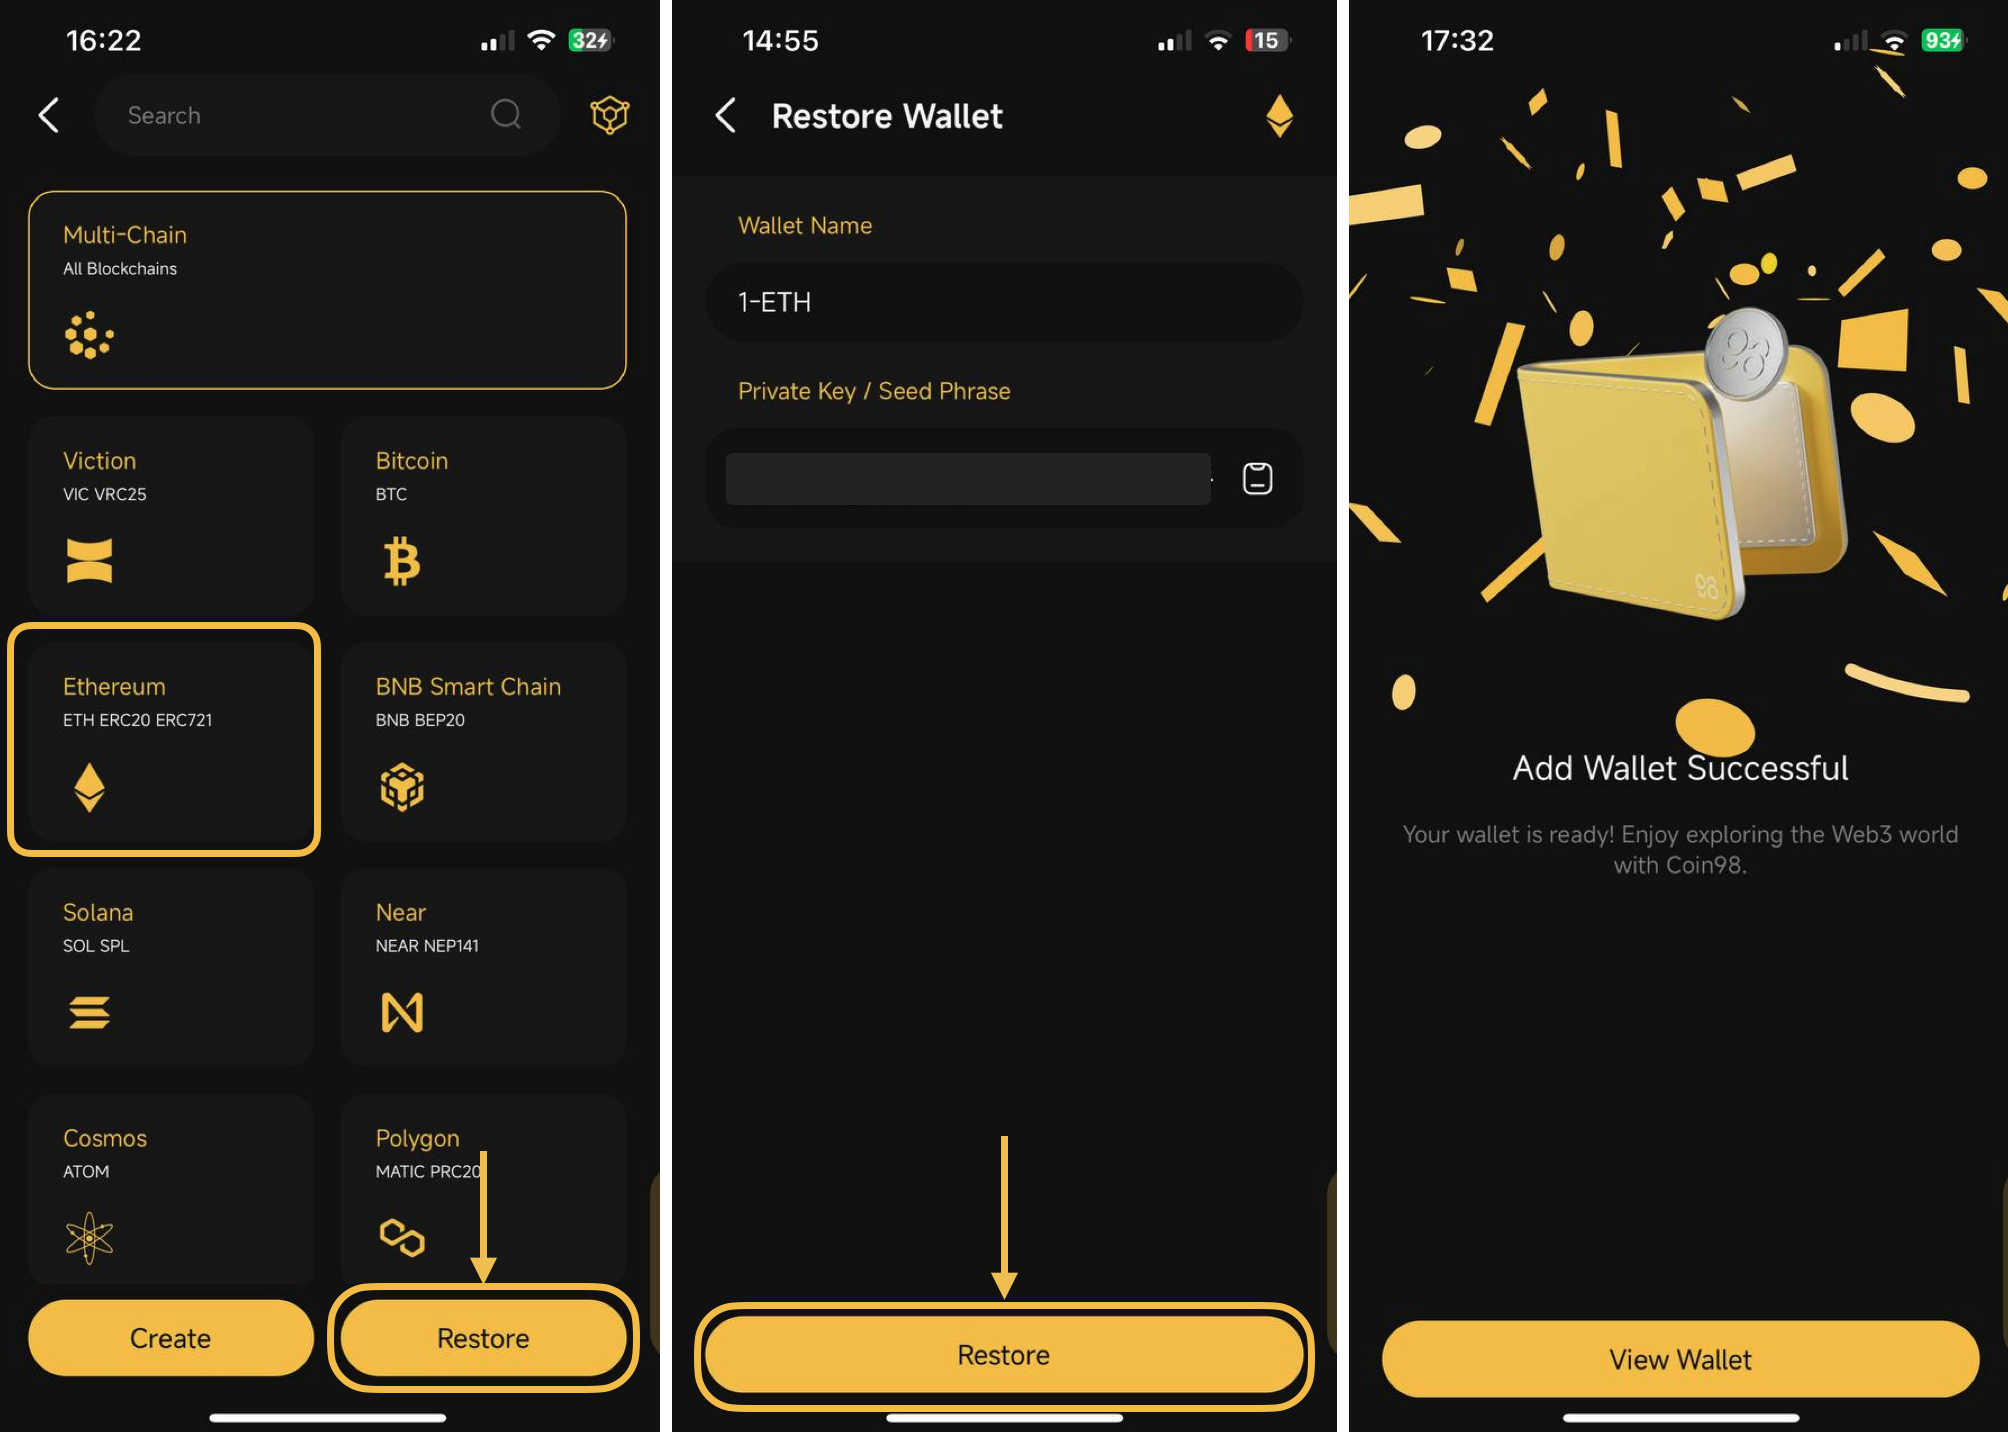 16:22
32
Search
Multi-Chain
All Blockchains
Viction
VIC VRC25
Bitcoin
BTC
Ethereum
ETH ERC20 ERC721
BNB Smart Chain
BNB BEP20
Solana
SOL SPL
Near
NEAR NEP141
Cosmos
ATOM
Polygon
MATIC PRC20
Create
Restore
14:55
15
Restore Wallet
Wallet Name
1-ETH
Private Key / Seed Phrase
Restore
17:32
93
Add Wallet Successful
Your wallet is ready! Enjoy exploring the Web3 world
with Coin98.
View Wallet